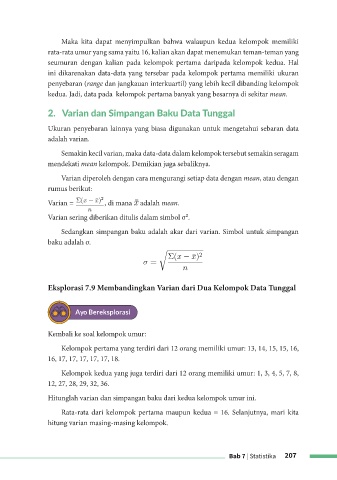 Maka kita dapat menyimpulkan bahwa walaupun kedua kelompok memiliki
rata-rata umur yang sama yaitu 16, kalian akan dapat menemukan teman-teman yang
seumuran dengan kalian pada kelompok pertama daripada kelompok kedua. Hal
ini dikarenakan data-data yang tersebar pada kelompok pertama memiliki ukuran
penyebaran (range dan jangkauan interkuartil) yang lebih kecil dibanding kelompok
kedua. Jadi, data pada kelompok pertama banyak yang besarnya di sekitar mean.
2. Varian dan Simpangan Baku Data Tunggal
Ukuran penyebaran lainnya yang biasa digunakan untuk mengetahui sebaran data
adalah varian.
Semakin kecil varian, maka data-data dalam kelompok tersebut semakin seragam
mendekati mean kelompok. Demikian juga sebaliknya.
Varian diperoleh dengan cara mengurangi setiap data dengan mean, atau dengan
rumus berikut:
Varian = Σ(x − x̄)²/n, di mana x̄ adalah mean.
Varian sering diberikan ditulis dalam simbol σ².
Sedangkan simpangan baku adalah akar dari varian. Simbol untuk simpangan
baku adalah σ.
σ = √(Σ(x − x̄)²/n)
Eksplorasi 7.9 Membandingkan Varian dari Dua Kelompok Data Tunggal
Ayo Bereksplorasi
Kembali ke soal kelompok umur:
Kelompok pertama yang terdiri dari 12 orang memiliki umur: 13, 14, 15, 15, 16,
16, 17, 17, 17, 17, 17, 18.
Kelompok kedua yang juga terdiri dari 12 orang memiliki umur: 1, 3, 4, 5, 7, 8,
12, 27, 28, 29, 32, 36.
Hitunglah varian dan simpangan baku dari kedua kelompok umur ini.
Rata-rata dari kelompok pertama maupun kedua = 16. Selanjutnya, mari kita
hitung varian masing-masing kelompok.
Bab 7 | Statistika 207